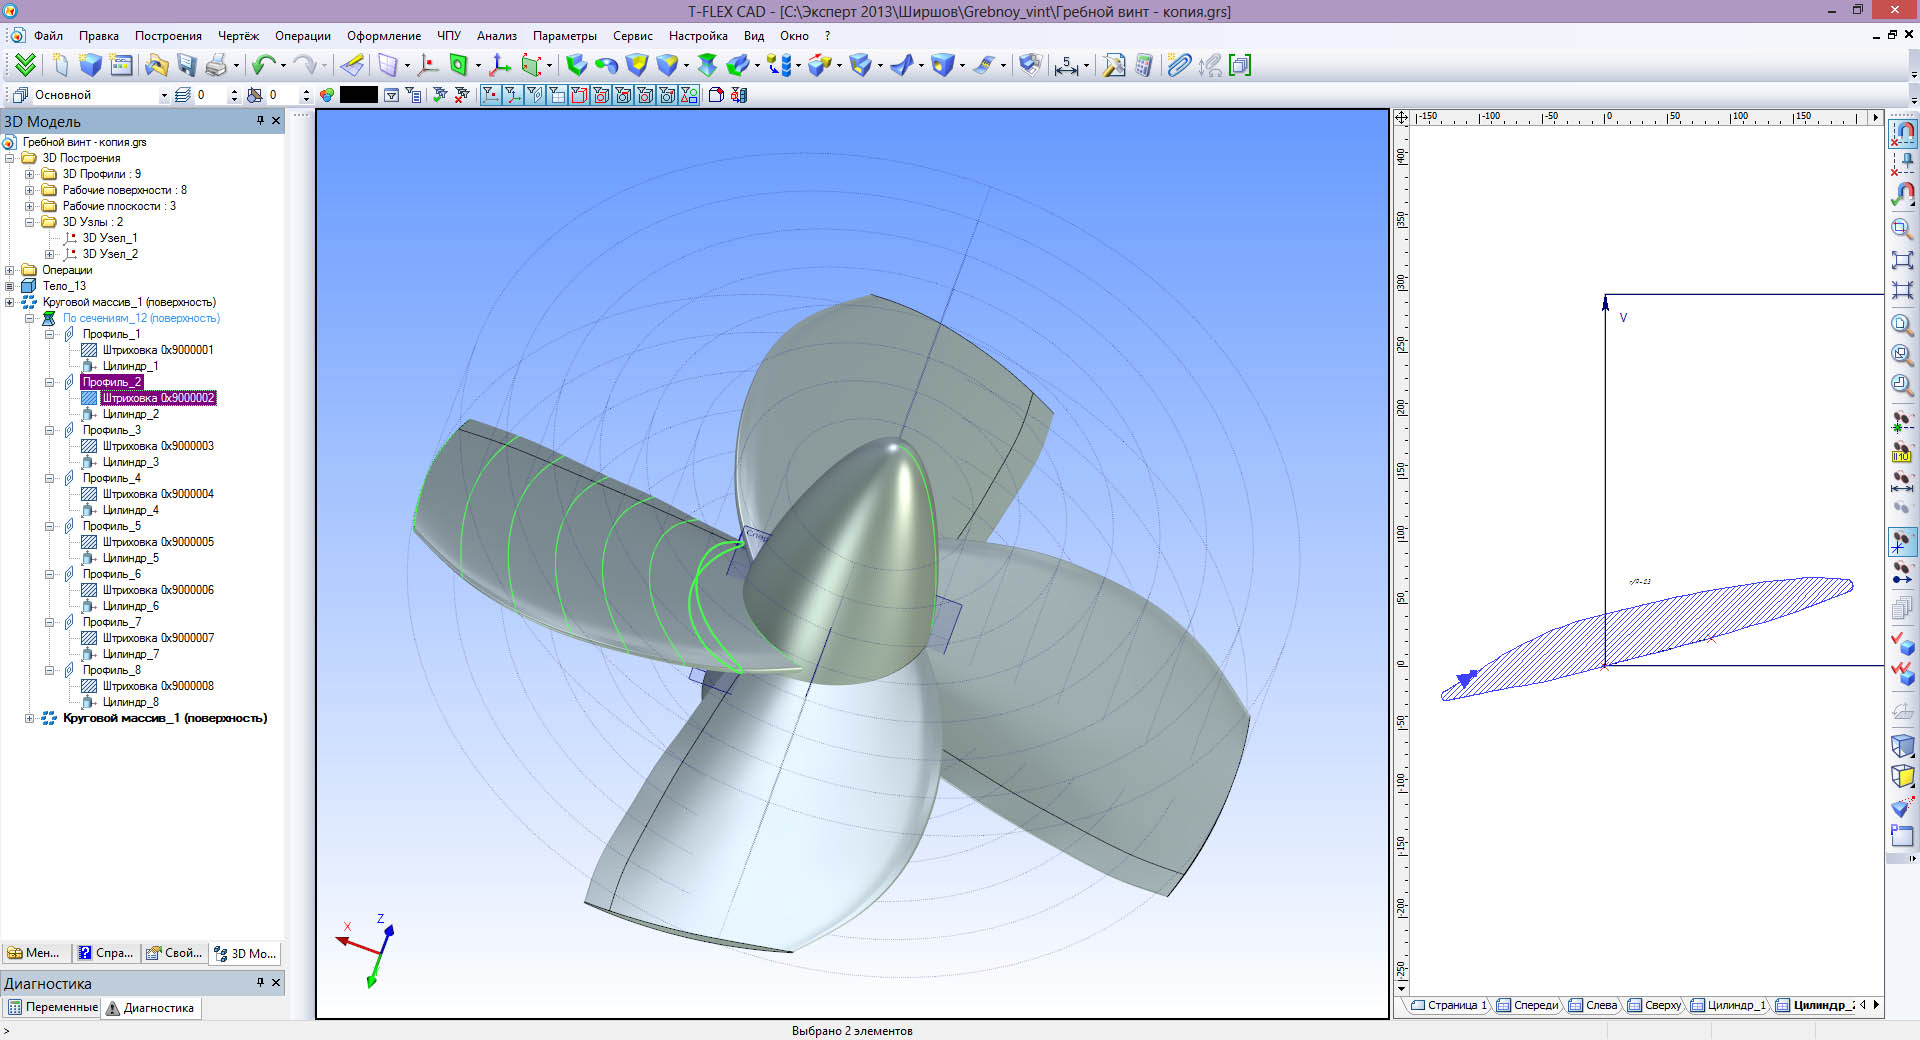 T-FLEX CAD - [C:\Эксперт 2013\Ширшов\Grebnoy_vint\Гребной винт - копия.grs]
Файл Правка Построения Чертёж Операции Оформление ЧПУ Анализ Параметры Сервис Настройка Вид Окно ?
5
Основной 0 0
3D Модель
Гребной винт - копия.grs
3D Построения
3D Профили : 9
Рабочие поверхности : 8
Рабочие плоскости : 3
3D Узлы : 2
3D Узел_1
3D Узел_2
Операции
Тело_13
Круговой массив_1 (поверхность)
По сечениям_12 (поверхность)
Профиль_1
Штриховка 0x9000001
Цилиндр_1
Профиль_2
Штриховка 0x9000002
Цилиндр_2
Профиль_3
Штриховка 0x9000003
Цилиндр_3
Профиль_4
Штриховка 0x9000004
Цилиндр_4
Профиль_5
Штриховка 0x9000005
Цилиндр_5
Профиль_6
Штриховка 0x9000006
Цилиндр_6
Профиль_7
Штриховка 0x9000007
Цилиндр_7
Профиль_8
Штриховка 0x9000008
Цилиндр_8
Круговой массив_1 (поверхность)
Мен... Спра... Свой... 3D Мо...
Диагностика
Переменные Диагностика
X Z
-150 -100 -50 0 50 100 150
400
350
300
250
200
150
100
50
0
-50
-100
-150
-200
-250
V
10
Страница 1 Спереди Слева Сверху Цилиндр_1 Цилиндр_2
>
Выбрано 2 элементов